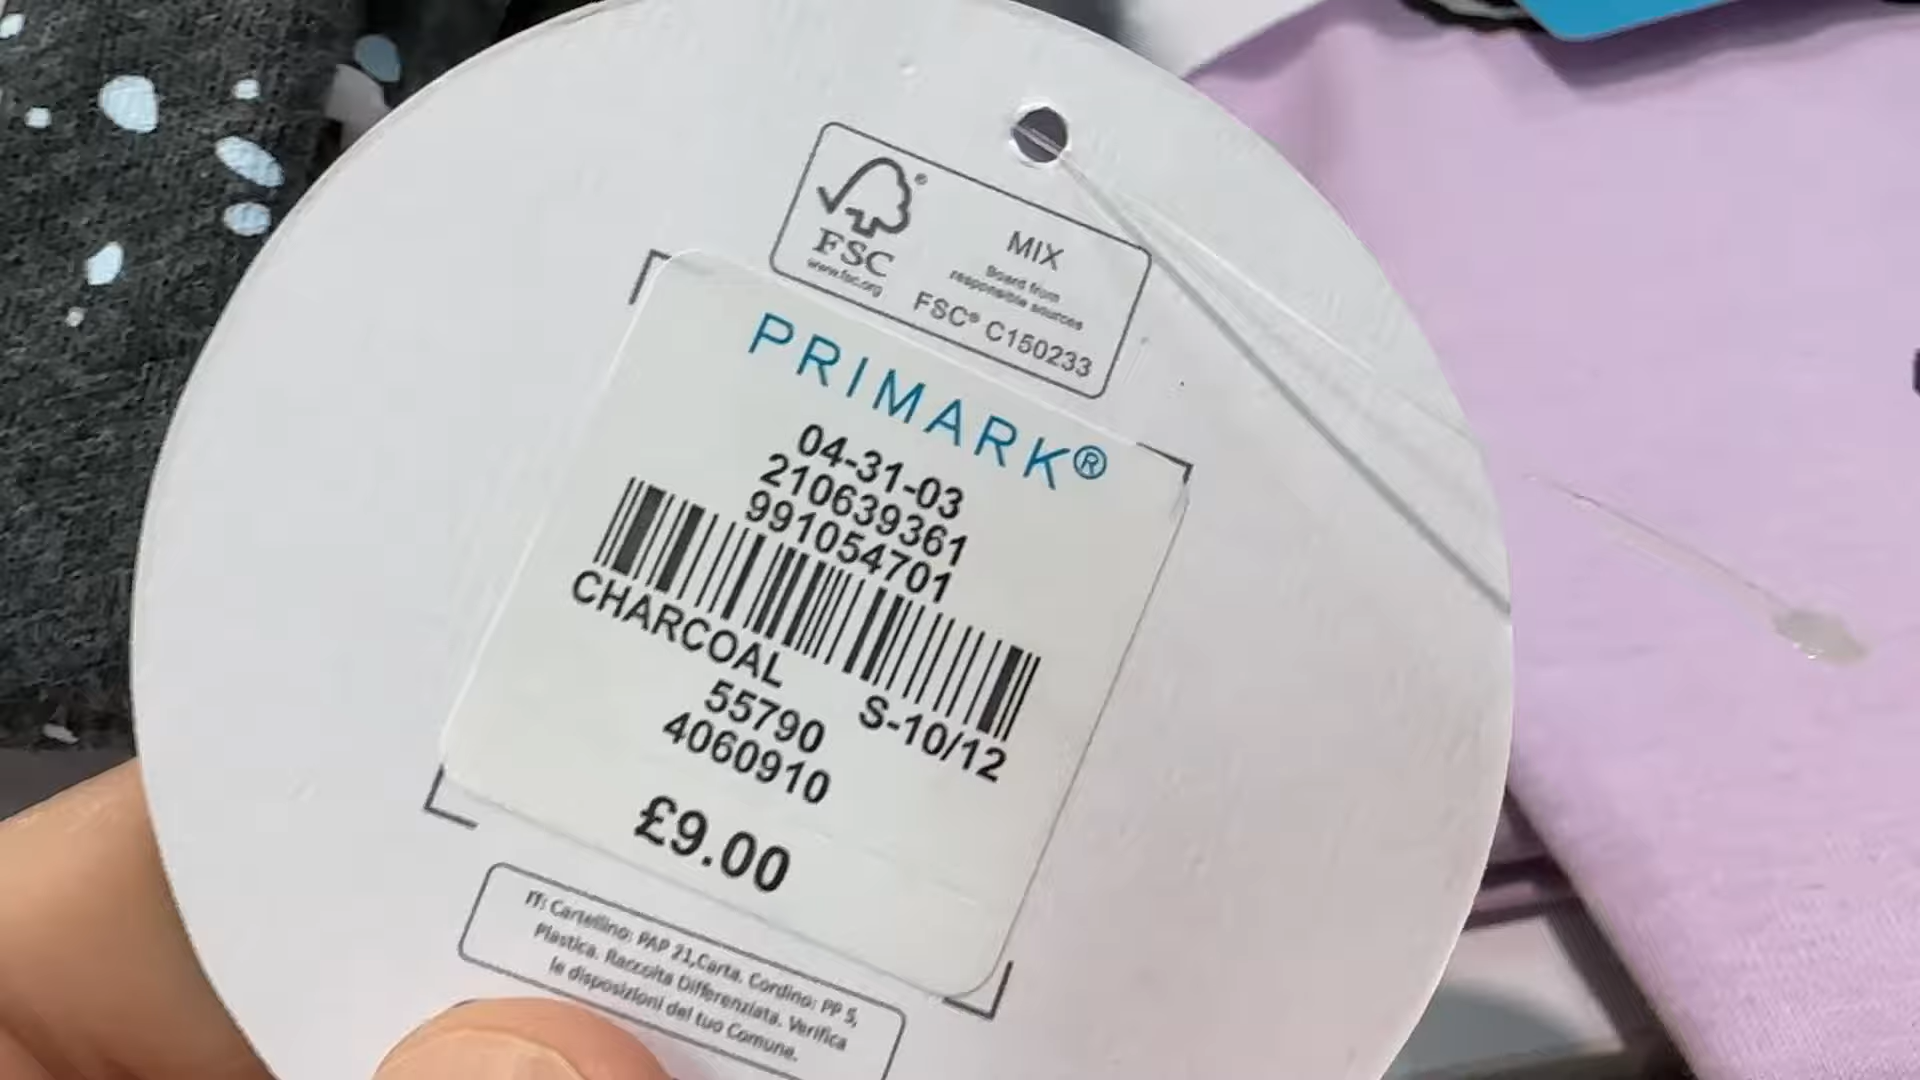 FSC®
www.fsc.org
MIX
Board from
responsible sources
FSC® C150233
PRIMARK®
04-31-03
210639361
991054701
CHARCOAL
S-10/12
55790
4060910
£9.00
IT: Cartellino: PAP 21,Carta. Cordino: PP 5,
Plastica. Raccolta Differenziata. Verifica
le disposizioni del tuo Comune.